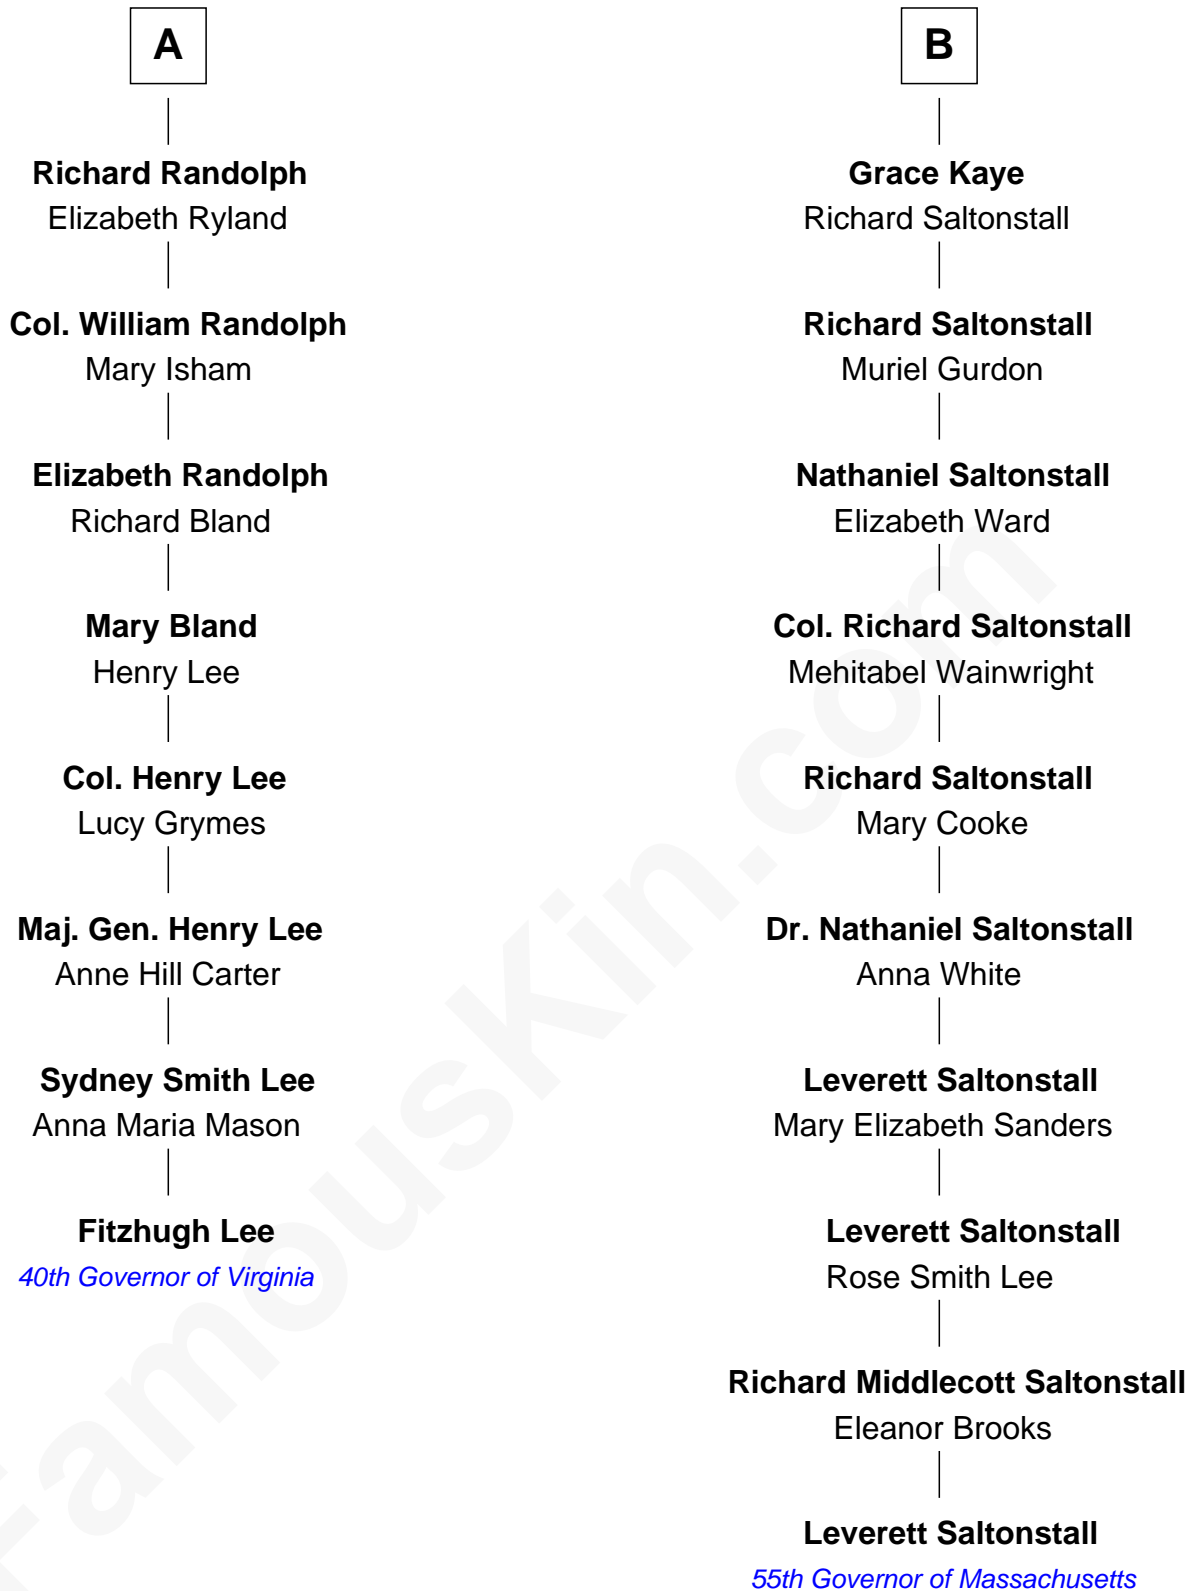 A
Richard Randolph
Elizabeth Ryland
Col. William Randolph
Mary Isham
Elizabeth Randolph
Richard Bland
Mary Bland
Henry Lee
Col. Henry Lee
Lucy Grymes
Maj. Gen. Henry Lee
Anne Hill Carter
Sydney Smith Lee
Anna Maria Mason
Fitzhugh Lee
40th Governor of Virginia
B
Grace Kaye
Richard Saltonstall
Richard Saltonstall
Muriel Gurdon
Nathaniel Saltonstall
Elizabeth Ward
Col. Richard Saltonstall
Mehitabel Wainwright
Richard Saltonstall
Mary Cooke
Dr. Nathaniel Saltonstall
Anna White
Leverett Saltonstall
Mary Elizabeth Sanders
Leverett Saltonstall
Rose Smith Lee
Richard Middlecott Saltonstall
Eleanor Brooks
Leverett Saltonstall
55th Governor of Massachusetts
FamousKin.com